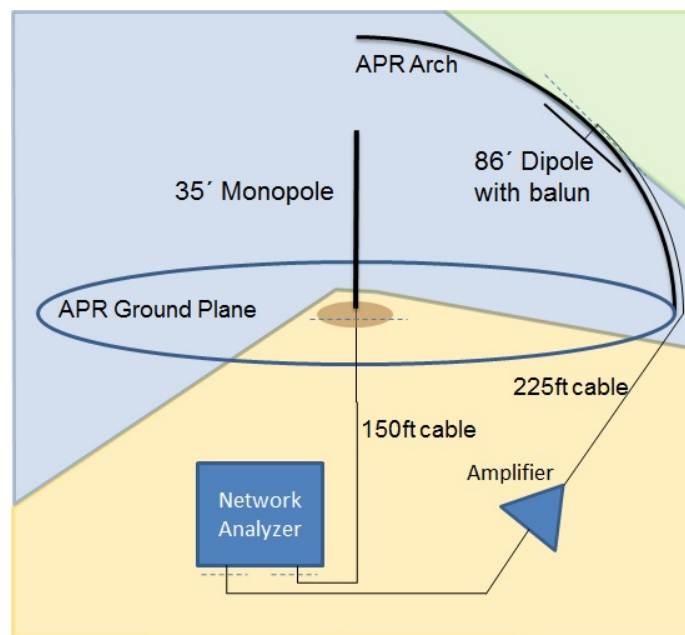 APR Arch
86´ Dipole
with balun
35´ Monopole
APR Ground Plane
225ft cable
150ft cable
Amplifier
Network
Analyzer